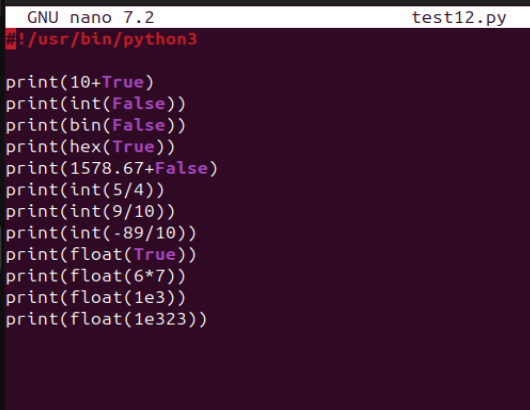 GNU nano 7.2 test12.py
#!/usr/bin/python3
print(10+True)
print(int(False))
print(bin(False))
print(hex(True))
print(1578.67+False)
print(int(5/4))
print(int(9/10))
print(int(-89/10))
print(float(True))
print(float(6*7))
print(float(1e3))
print(float(1e323))